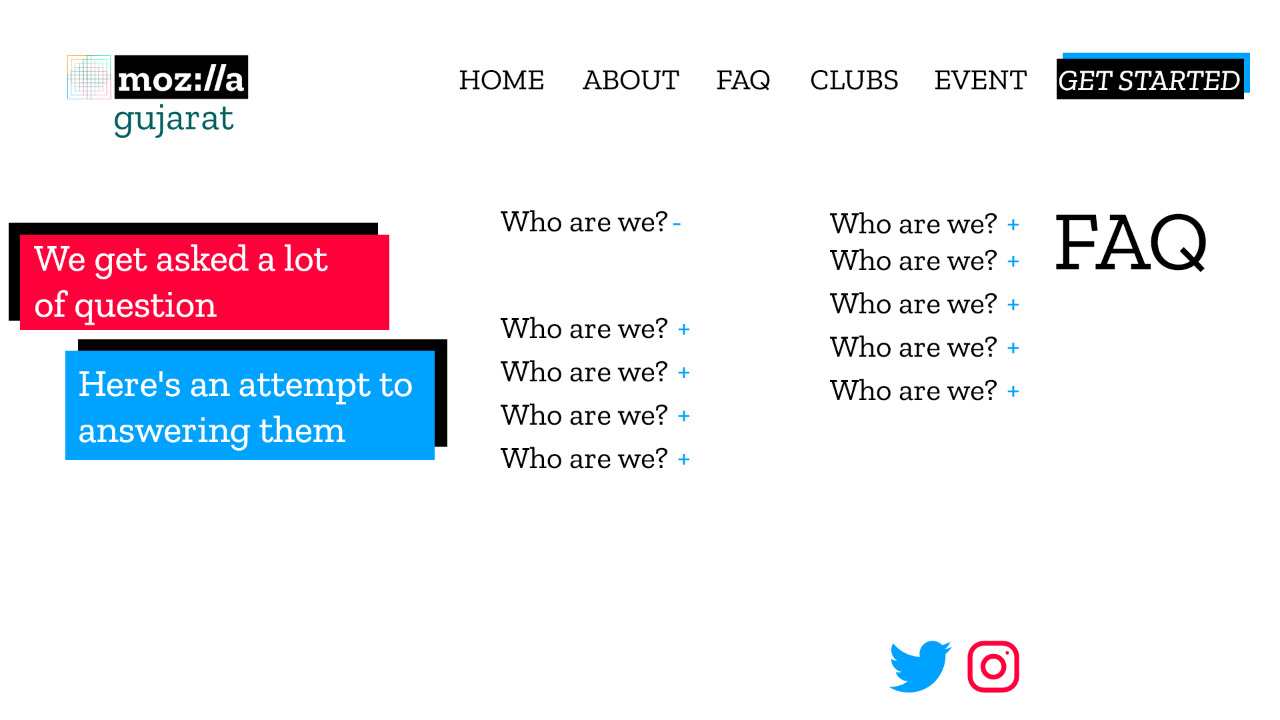 moz://a
gujarat
HOME ABOUT FAQ CLUBS EVENT GET STARTED
We get asked a lot
of question
Here's an attempt to
answering them
Who are we? -
Who are we? +
Who are we? +
Who are we? +
Who are we? +
Who are we? +
Who are we? +
Who are we? +
Who are we? +
Who are we? +
FAQ